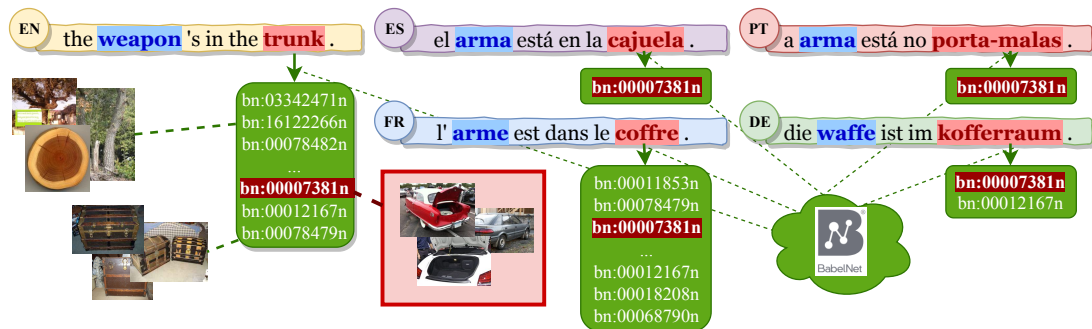 EN
the weapon 's in the trunk .
bn:03342471n
bn:16122266n
bn:00078482n
...
bn:00007381n
bn:00012167n
bn:00078479n
ES
el arma está en la cajuela .
bn:00007381n
PT
a arma está no porta-malas .
bn:00007381n
FR
l' arme est dans le coffre .
bn:00011853n
bn:00078479n
bn:00007381n
...
bn:00012167n
bn:00018208n
bn:00068790n
DE
die waffe ist im kofferraum .
bn:00007381n
bn:00012167n
BabelNet